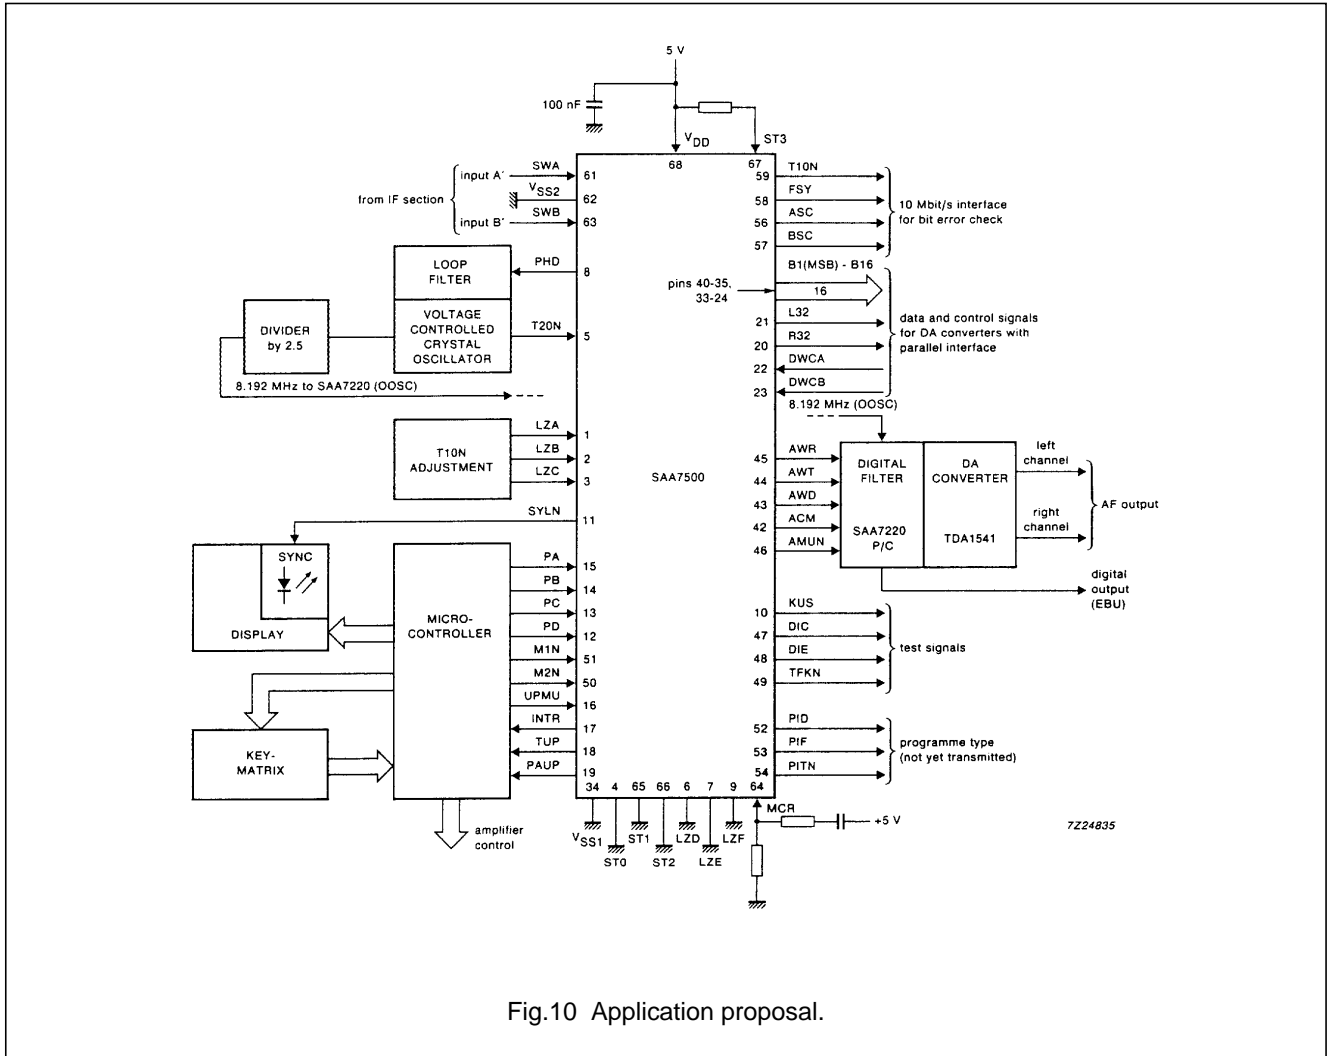 5 V
100 nF
VDD
ST3
68
67
input A'
SWA
61
VSS2
62
from IF section
input B'
SWB
63
59
T10N
58
FSY
56
ASC
57
BSC
10 Mbit/s interface
for bit error check
LOOP
FILTER
PHD
8
VOLTAGE
CONTROLLED
CRYSTAL
OSCILLATOR
T20N
5
DIVIDER
by 2.5
8.192 MHz to SAA7220 (OOSC)
pins 40-35,
33-24
B1(MSB) - B16
16
21
L32
20
R32
22
DWCA
23
DWCB
data and control signals
for DA converters with
parallel interface
8.192 MHz (OOSC)
T10N
ADJUSTMENT
LZA
1
LZB
2
LZC
3
SAA7500
45
AWR
44
AWT
43
AWD
42
ACM
46
AMUN
DIGITAL
FILTER
SAA7220
P/C
DA
CONVERTER
TDA1541
left
channel
right
channel
AF output
digital
output
(EBU)
SYLN
11
SYNC
DISPLAY
MICRO-
CONTROLLER
PA
15
PB
14
PC
13
PD
12
M1N
51
M2N
50
UPMU
16
INTR
17
TUP
18
PAUP
19
KEY-
MATRIX
amplifier
control
10
KUS
47
DIC
48
DIE
49
TFKN
test signals
52
PID
53
PIF
54
PITN
programme type
(not yet transmitted)
34
4
65
66
6
7
9
64
VSS1
ST0
ST1
ST2
LZD
LZE
LZF
MCR
+5 V
7Z24835
Fig.10 Application proposal.